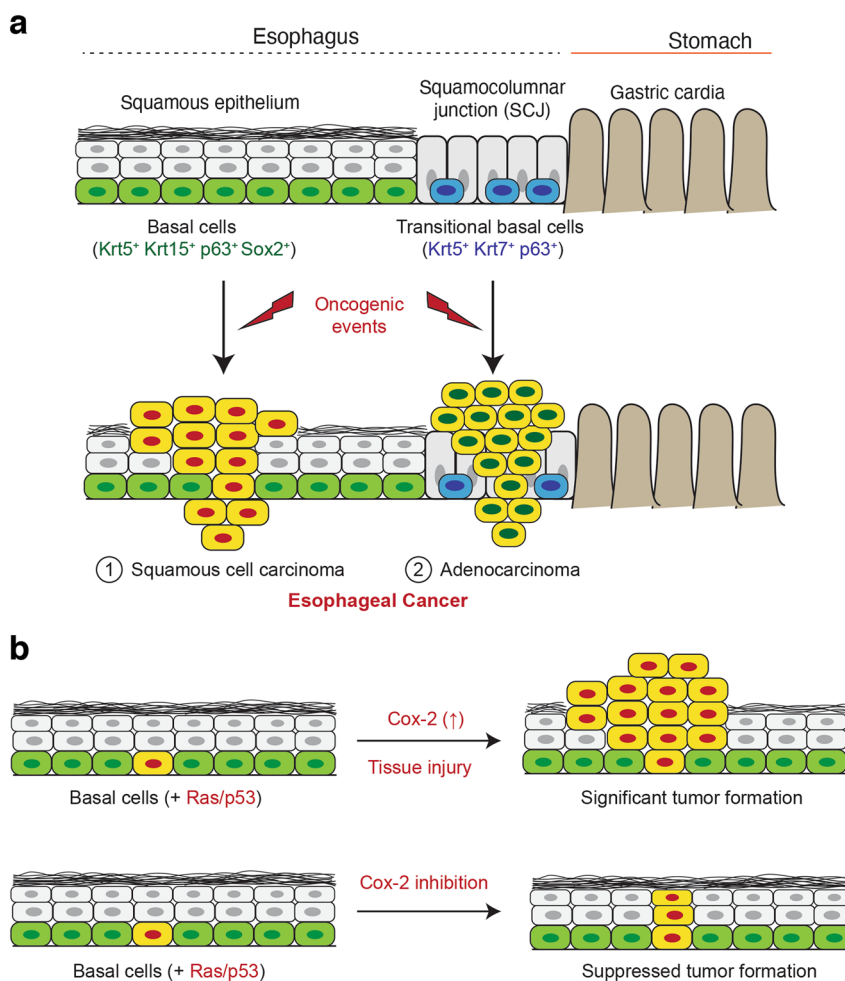 a
Esophagus
Stomach
Squamous epithelium
Squamocolumnar
junction (SCJ)
Gastric cardia
Basal cells
(Krt5⁺ Krt15⁺ p63⁺ Sox2⁺)
Transitional basal cells
(Krt5⁺ Krt7⁺ p63⁺)
Oncogenic
events
1 Squamous cell carcinoma
2 Adenocarcinoma
Esophageal Cancer
b
Cox-2 (↑)
Tissue injury
Basal cells (+ Ras/p53)
Significant tumor formation
Cox-2 inhibition
Basal cells (+ Ras/p53)
Suppressed tumor formation